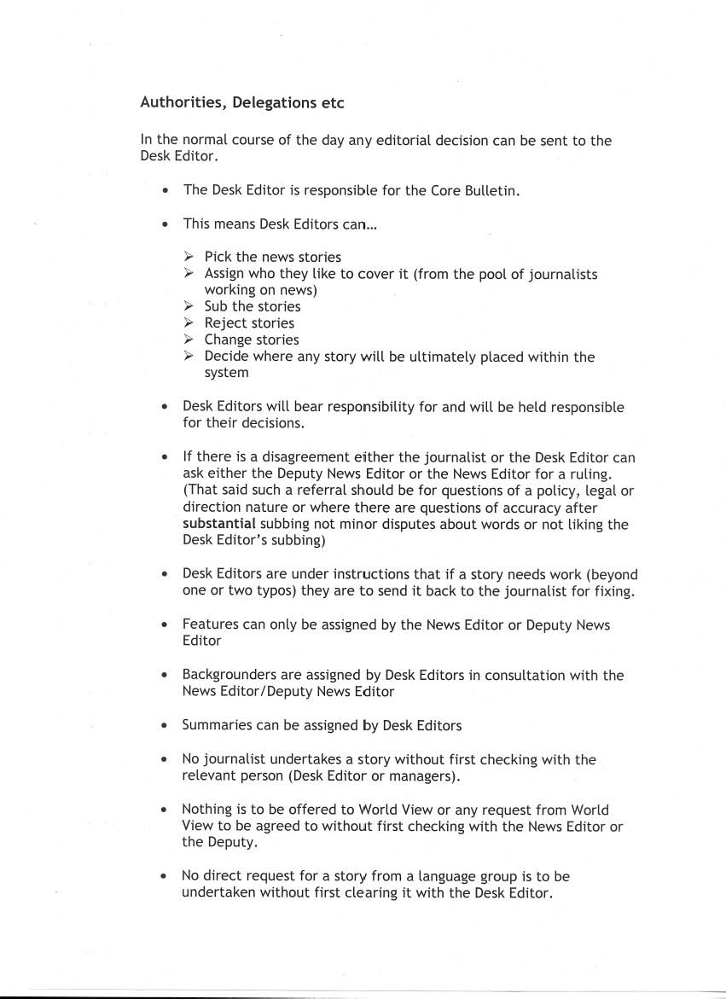 Authorities, Delegations etc
In the normal course of the day any editorial decision can be sent to the
Desk Editor.
• The Desk Editor is responsible for the Core Bulletin.
• This means Desk Editors can...
➢ Pick the news stories
➢ Assign who they like to cover it (from the pool of journalists
working on news)
➢ Sub the stories
➢ Reject stories
➢ Change stories
➢ Decide where any story will be ultimately placed within the
system
• Desk Editors will bear responsibility for and will be held responsible
for their decisions.
• If there is a disagreement either the journalist or the Desk Editor can
ask either the Deputy News Editor or the News Editor for a ruling.
(That said such a referral should be for questions of a policy, legal or
direction nature or where there are questions of accuracy after
substantial subbing not minor disputes about words or not liking the
Desk Editor's subbing)
• Desk Editors are under instructions that if a story needs work (beyond
one or two typos) they are to send it back to the journalist for fixing.
• Features can only be assigned by the News Editor or Deputy News
Editor
• Backgrounders are assigned by Desk Editors in consultation with the
News Editor/Deputy News Editor
• Summaries can be assigned by Desk Editors
• No journalist undertakes a story without first checking with the
relevant person (Desk Editor or managers).
• Nothing is to be offered to World View or any request from World
View to be agreed to without first checking with the News Editor or
the Deputy.
• No direct request for a story from a language group is to be
undertaken without first clearing it with the Desk Editor.